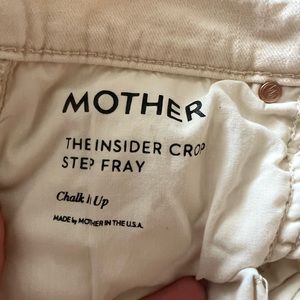 MOTHER
THE INSIDER CROP
STEP FRAY
Chalk It Up
MADE by MOTHER IN THE U.S.A.